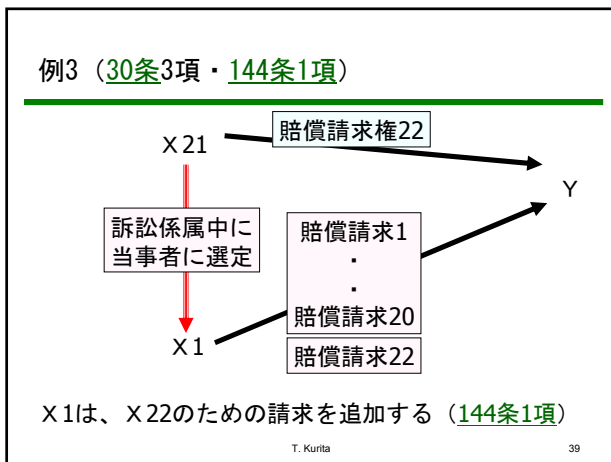 例3（30条3項・144条1項）
賠償請求権22
X21
Y
訴訟係属中に
当事者に選定
賠償請求1
・
・
賠償請求20
賠償請求22
X1
X1は、X22のための請求を追加する（144条1項）
T. Kurita
39